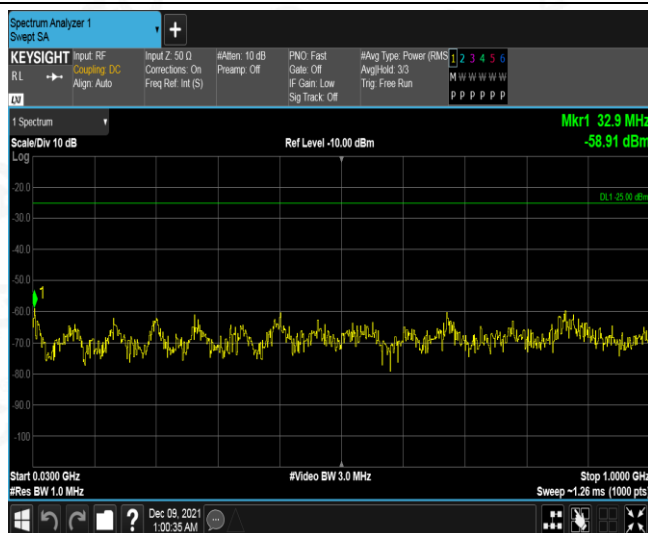 Spectrum Analyzer 1
Swept SA
+
KEYSIGHT
RL
LXI
Input: RF
Coupling: DC
Align: Auto
Input Z: 50 Ω
Corrections: On
Freq Ref: Int (S)
#Atten: 10 dB
Preamp: Off
PNO: Fast
Gate: Off
IF Gain: Low
Sig Track: Off
#Avg Type: Power (RMS
Avg|Hold: 3/3
Trig: Free Run
1 2 3 4 5 6
M W W W W W
P P P P P P
1 Spectrum
Mkr1 32.9 MHz
-58.91 dBm
Scale/Div 10 dB
Ref Level -10.00 dBm
Log
DL1 -25.00 dBm
-20.0
-30.0
-40.0
-50.0
1
-60.0
-70.0
-80.0
-90.0
-100
Start 0.0300 GHz
#Video BW 3.0 MHz
Stop 1.0000 GHz
#Res BW 1.0 MHz
Sweep ~1.26 ms (1000 pts)
?
Dec 09, 2021
1:00:35 AM